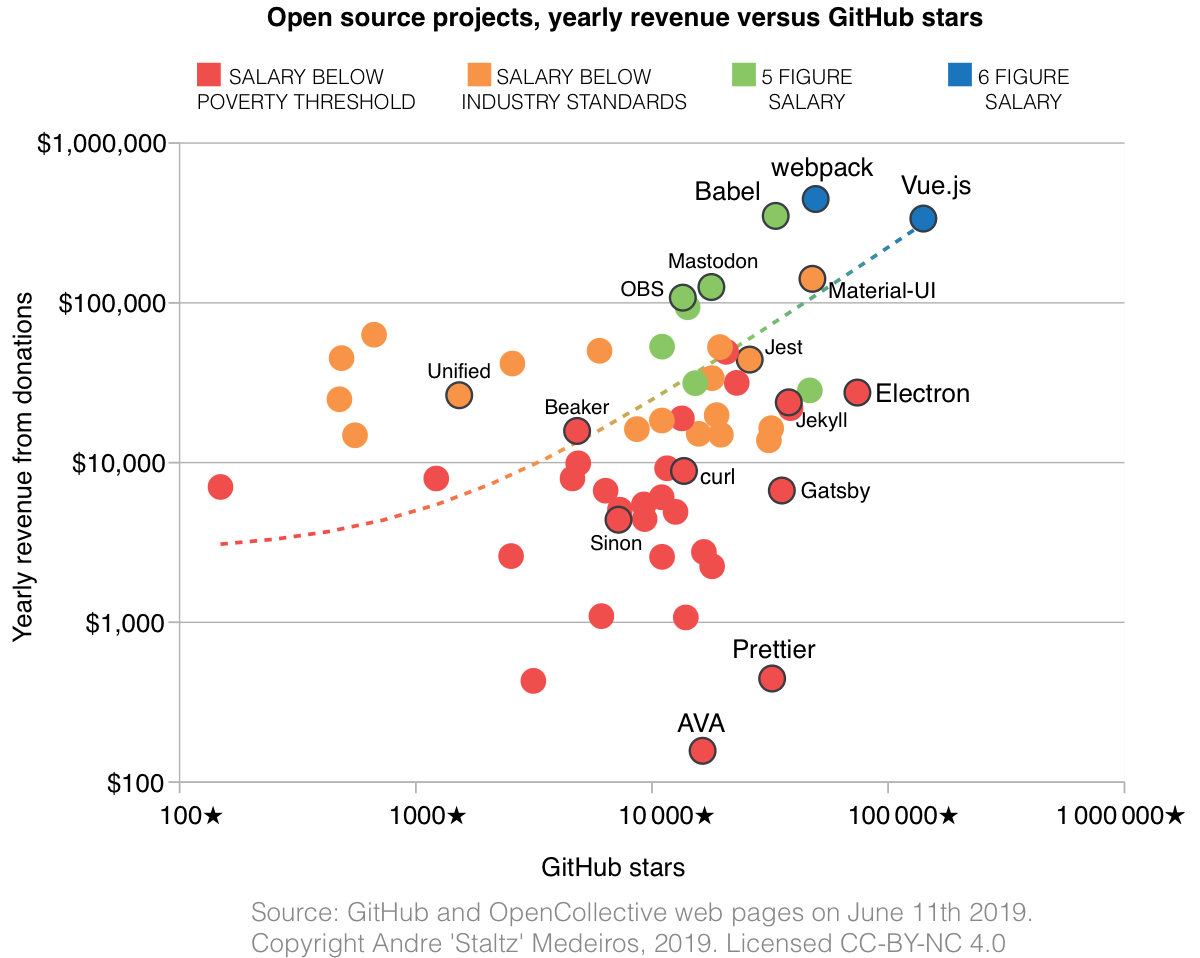 Open source projects, yearly revenue versus GitHub stars
SALARY BELOW
POVERTY THRESHOLD
SALARY BELOW
INDUSTRY STANDARDS
5 FIGURE
SALARY
6 FIGURE
SALARY
Yearly revenue from donations
$1,000,000
$100,000
$10,000
$1,000
$100
webpack
Babel
Vue.js
Mastodon
OBS
Material-UI
Jest
Unified
Electron
Beaker
Jekyll
curl
Gatsby
Sinon
Prettier
AVA
100★
1000★
10 000★
100 000★
1 000 000★
GitHub stars
Source: GitHub and OpenCollective web pages on June 11th 2019.
Copyright Andre 'Staltz' Medeiros, 2019. Licensed CC-BY-NC 4.0